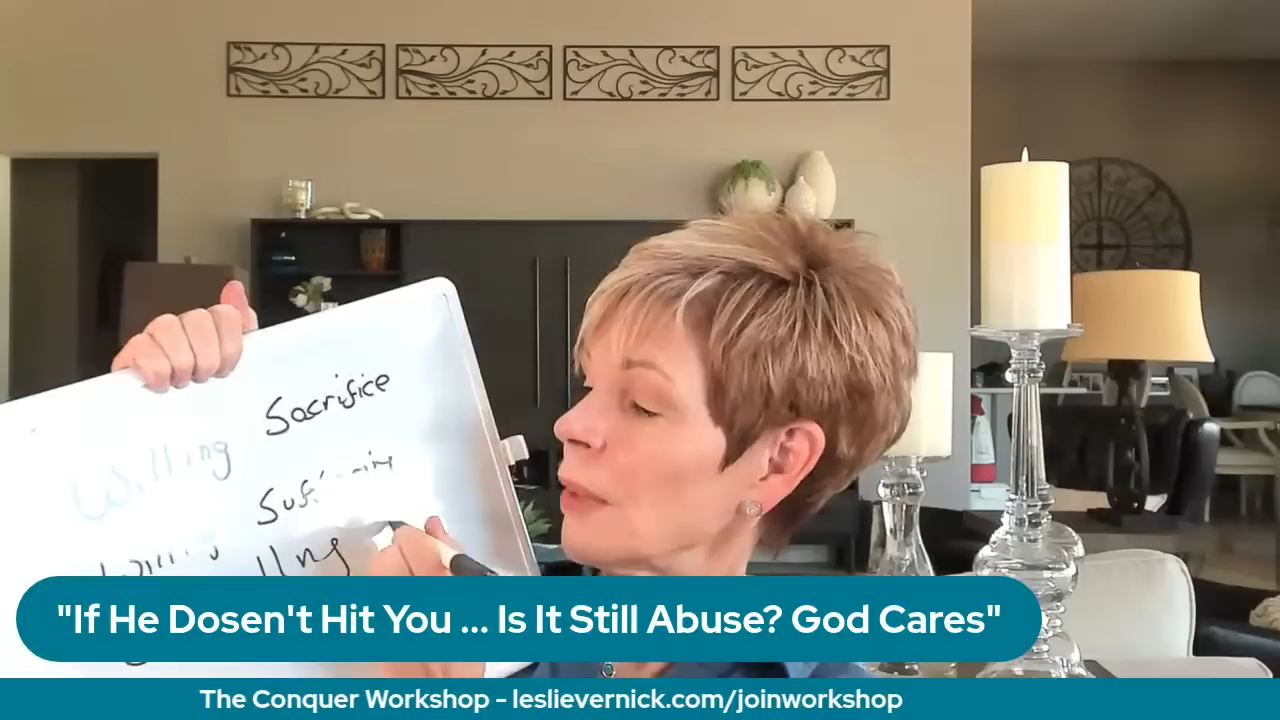 Willing Sacrifice
"If He Dosen't Hit You ... Is It Still Abuse? God Cares"
The Conquer Workshop - leslievernick.com/joinworkshop